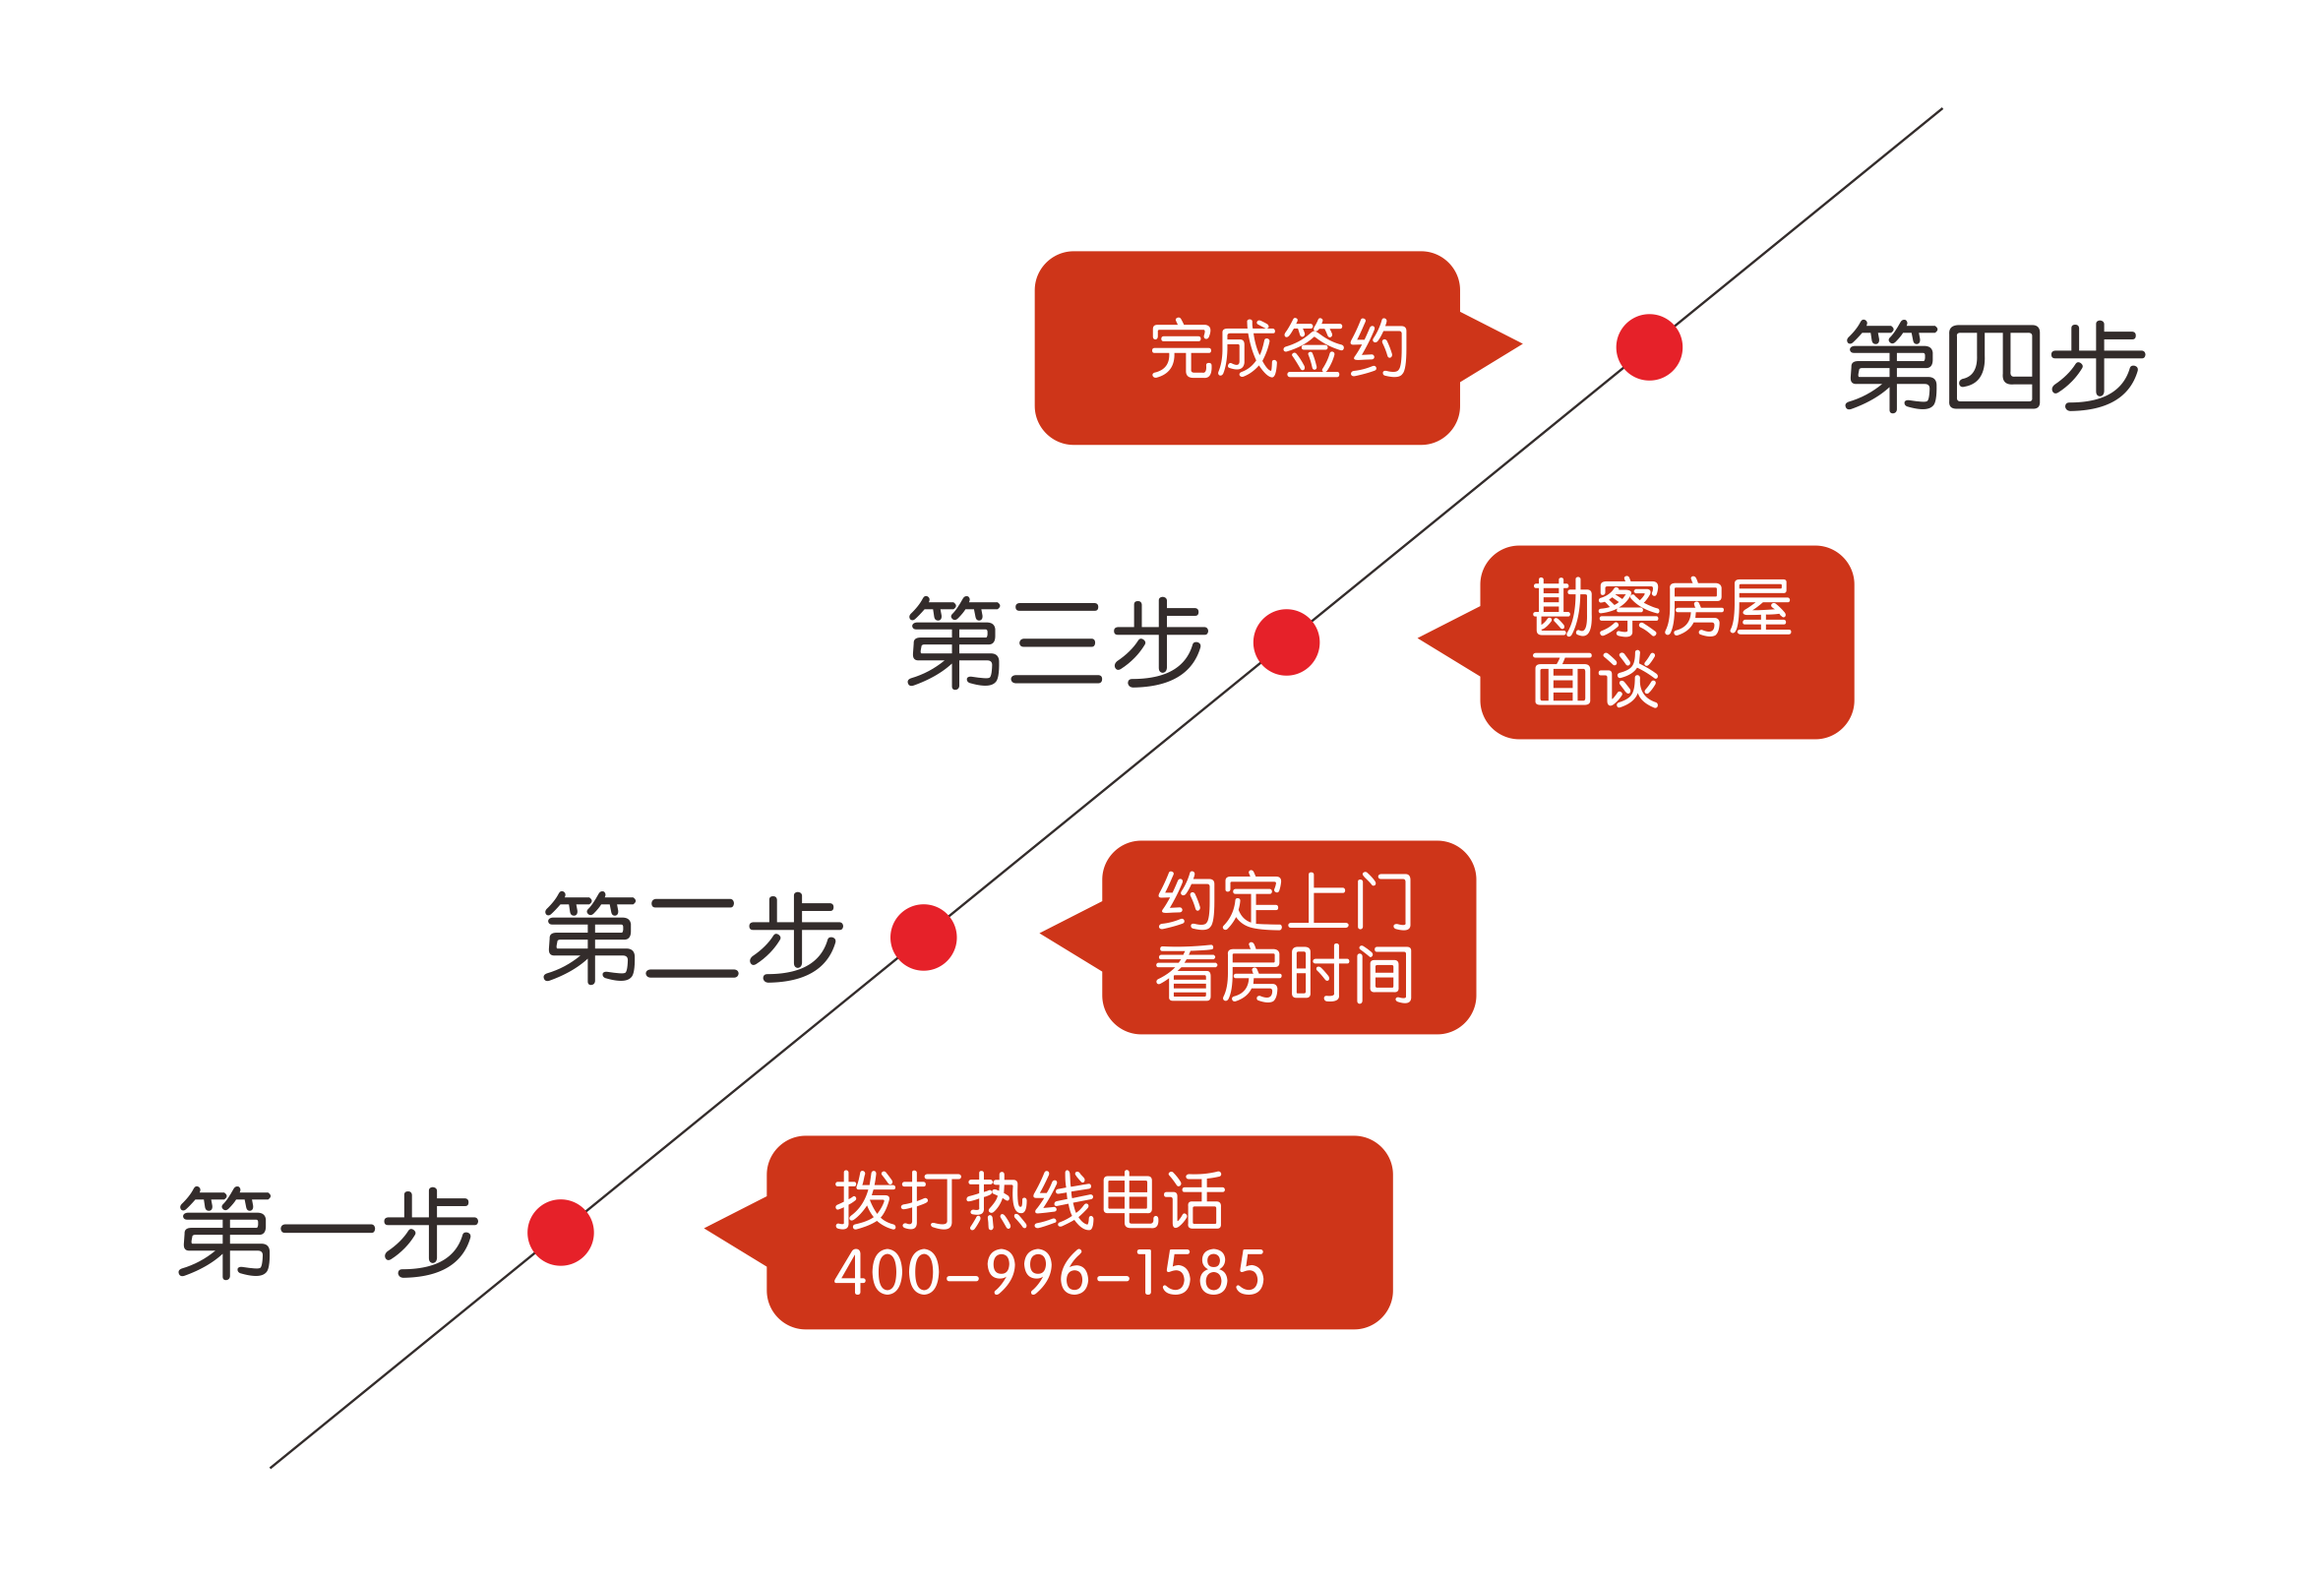 完成签约
第四步
第三步
勘察房屋
面谈
第二步
约定上门
看房时间
第一步
拨打热线电话
400-996-1585